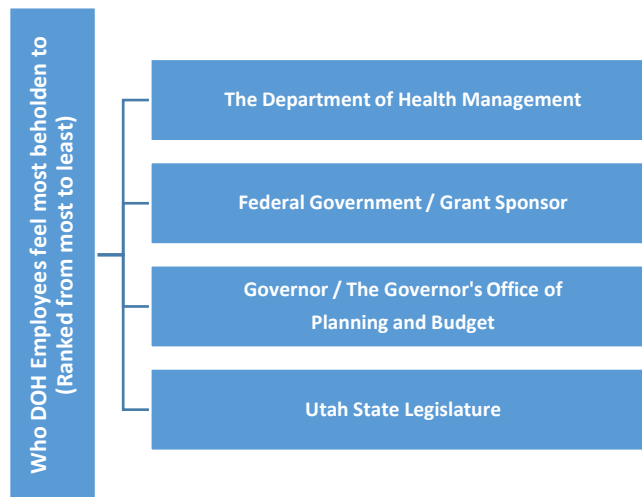 Who DOH Employees feel most beholden to
(Ranked from most to least)
The Department of Health Management
Federal Government / Grant Sponsor
Governor / The Governor's Office of
Planning and Budget
Utah State Legislature